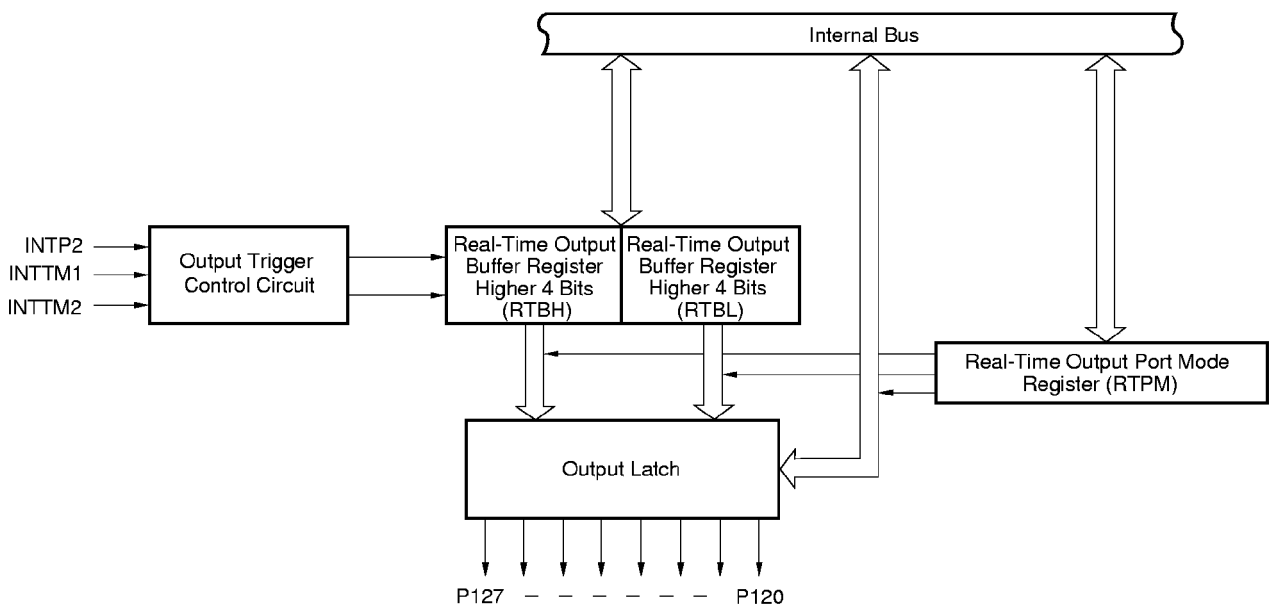 Internal Bus
INTP2
INTTM1
INTTM2
Output Trigger
Control Circuit
Real-Time Output
Buffer Register
Higher 4 Bits
(RTBH)
Real-Time Output
Buffer Register
Higher 4 Bits
(RTBL)
Real-Time Output Port Mode
Register (RTPM)
Output Latch
P127 – – – – – – P120